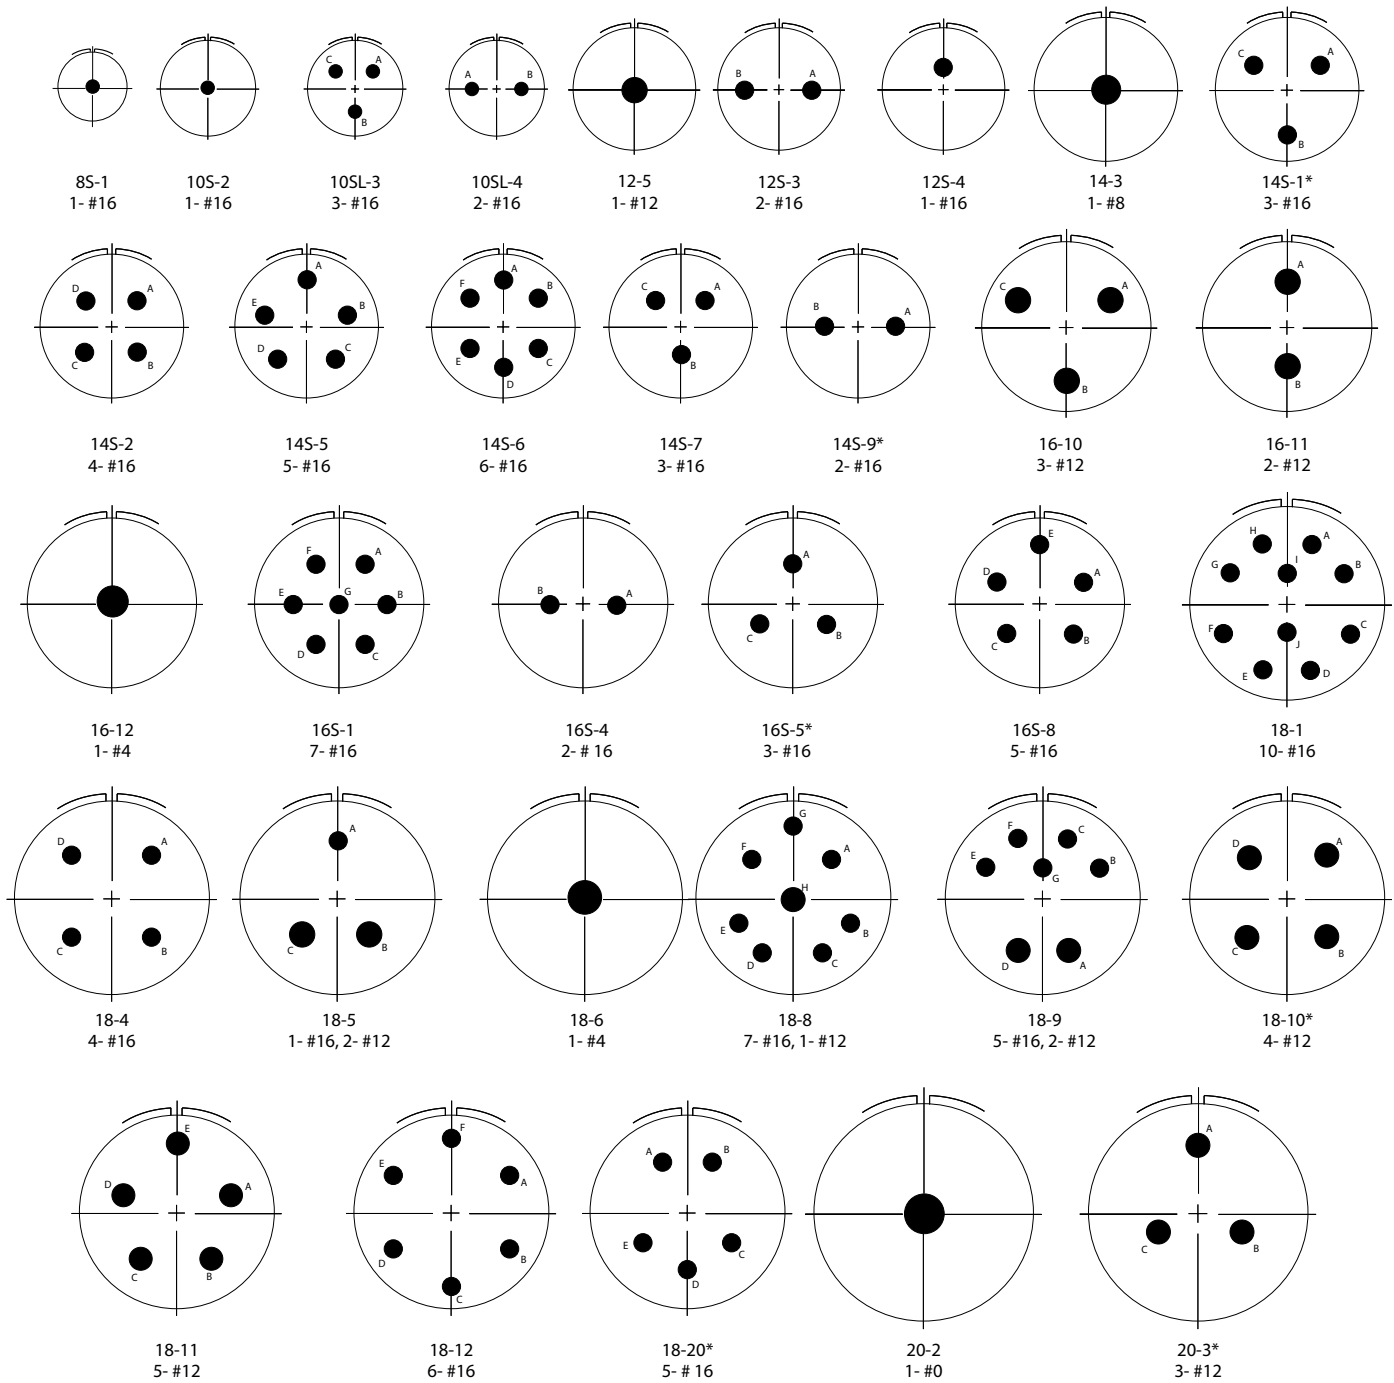 C A
B
A B
B A
C A
B
8S-1
1- #16
10S-2
1- #16
10SL-3
3- #16
10SL-4
2- #16
12-5
1- #12
12S-3
2- #16
12S-4
1- #16
14-3
1- #8
14S-1*
3- #16
D A
C B
A
E B
D C
A
F B
E C
D
C A
B
B A
C A
B
A
B
14S-2
4- #16
14S-5
5- #16
14S-6
6- #16
14S-7
3- #16
14S-9*
2- #16
16-10
3- #12
16-11
2- #12
F A
E G B
D C
B A
A
C B
E
D A
C B
H A
G I B
F J C
E D
16-12
1- #4
16S-1
7- #16
16S-4
2- # 16
16S-5*
3- #16
16S-8
5- #16
18-1
10- #16
D A
C B
A
C B
G
F A
H
E B
D C
F C
E G B
D A
D A
C B
18-4
4- #16
18-5
1- #16, 2- #12
18-6
1- #4
18-8
7- #16, 1- #12
18-9
5- #16, 2- #12
18-10*
4- #12
E
D A
C B
F
E A
D B
C
A B
E C
D
A
C B
18-11
5- #12
18-12
6- #16
18-20*
5- # 16
20-2
1- #0
20-3*
3- #12